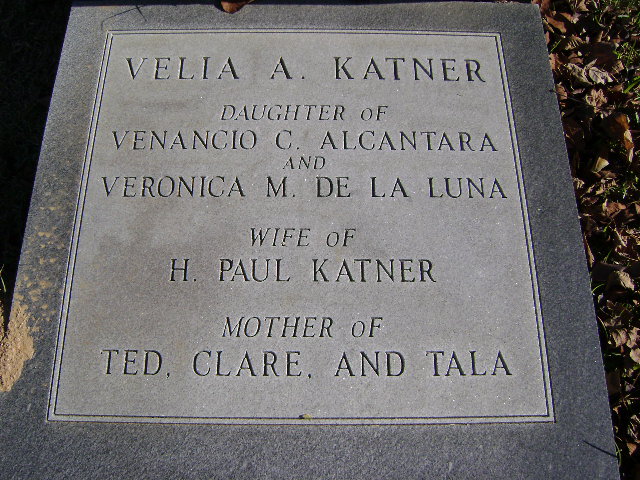 VELIA A. KATNER
DAUGHTER OF
VENANCIO C. ALCANTARA
AND
VERONICA M. DE LA LUNA
WIFE OF
H. PAUL KATNER
MOTHER OF
TED, CLARE, AND TALA